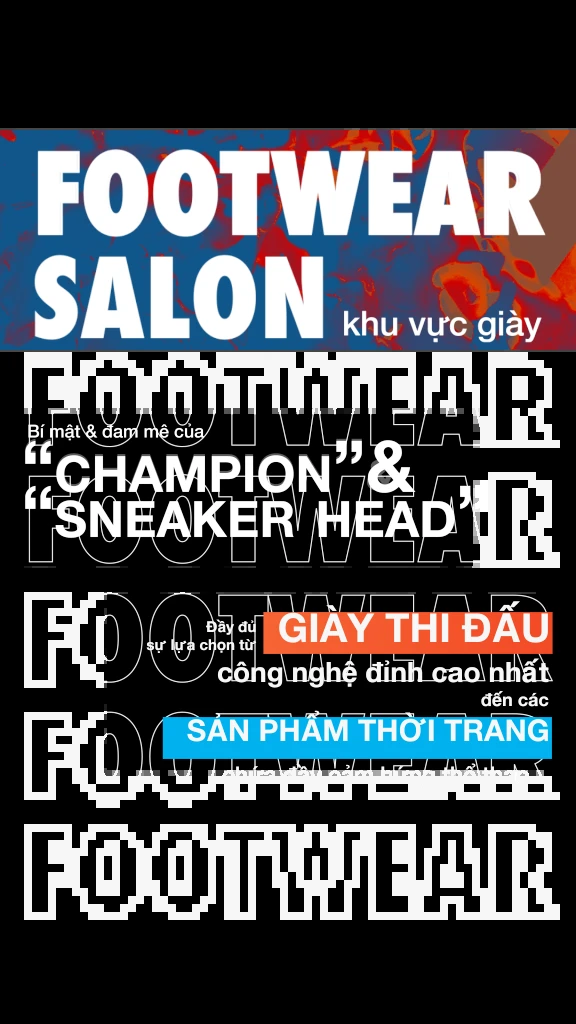 FOOTWEAR
SALON
khu vực giày
FOOTWEAR
Bí mật & đam mê của
“CHAMPION”&
FOOTWEAR
“SNEAKER HEAD”
FOOTWEAR
Đầy đủ
GIÀY THI ĐẤU
sự lựa chọn từ
công nghệ đỉnh cao nhất
đến các
FOOTWEAR
SẢN PHẨM THỜI TRANG
FOOTWEAR